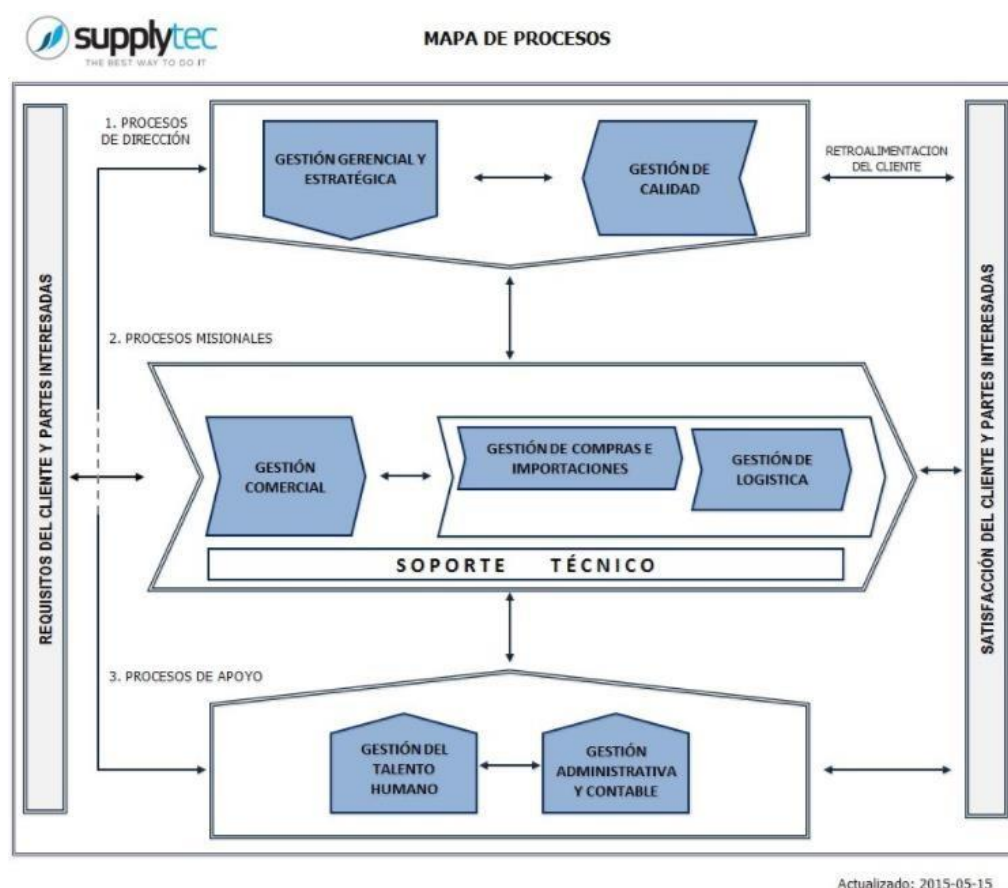 supplytec
THE BEST WAY TO DO IT
MAPA DE PROCESOS
REQUISITOS DEL CLIENTE Y PARTES INTERESADAS
1. PROCESOS
DE DIRECCIÓN
GESTIÓN GERENCIAL Y
ESTRATÉGICA
GESTIÓN DE
CALIDAD
RETROALIMENTACION
DEL CLIENTE
2. PROCESOS MISIONALES
GESTIÓN
COMERCIAL
GESTIÓN DE COMPRAS E
IMPORTACIONES
GESTIÓN DE
LOGISTICA
SOPORTE TÉCNICO
3. PROCESOS DE APOYO
GESTIÓN DEL
TALENTO
HUMANO
GESTIÓN
ADMINISTRATIVA
Y CONTABLE
SATISFACCIÓN DEL CLIENTE Y PARTES INTERESADAS
Actualizado: 2015-05-15